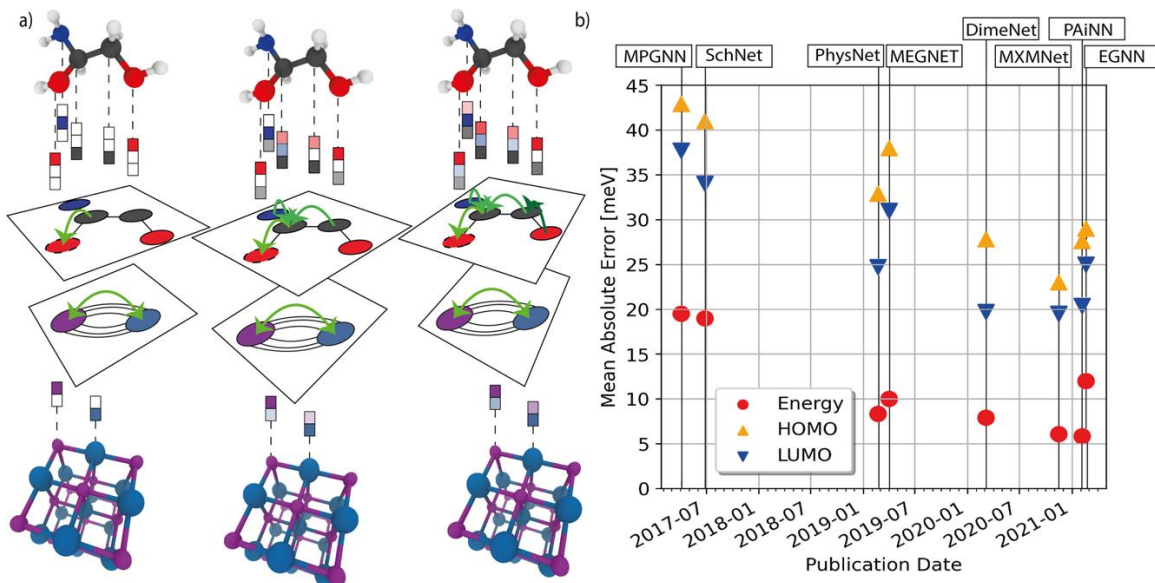 a)
b)
DimeNet
PAiNN
MPGNN
SchNet
PhysNet
MEGNET
MXMNet
EGNN
Mean Absolute Error [meV]
45
40
35
30
25
20
15
10
5
0
Energy
HOMO
LUMO
2017-07
2018-01
2018-07
2019-01
2019-07
2020-01
2020-07
2021-01
Publication Date